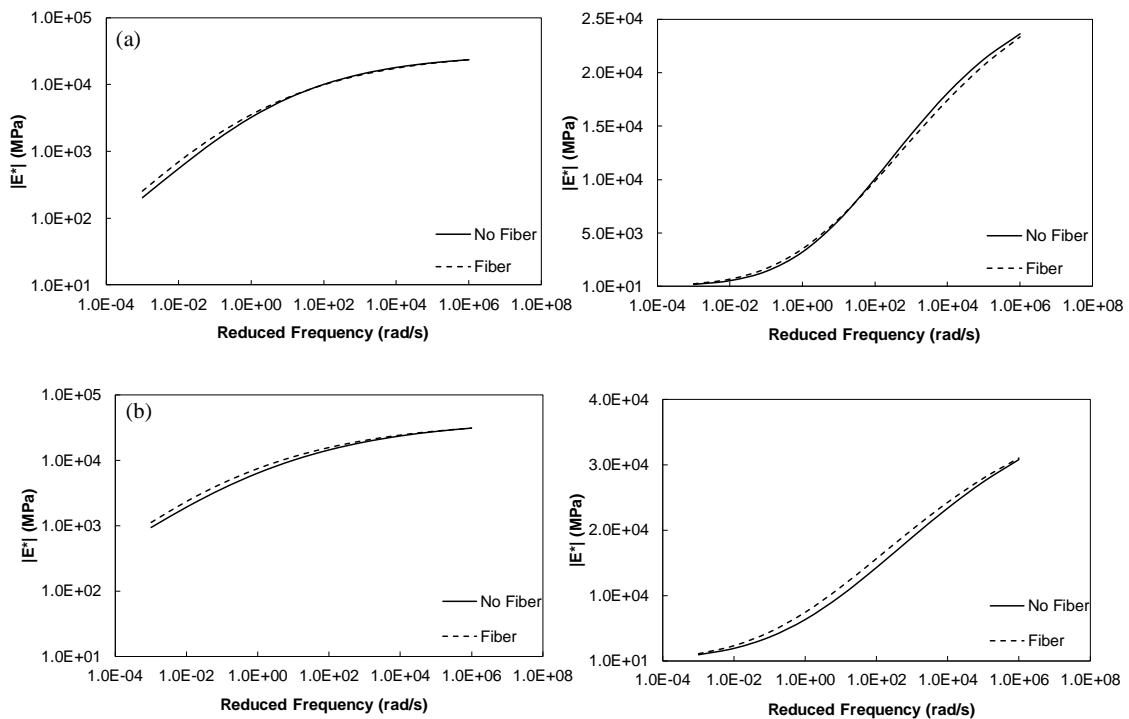 (a)
1.0E+05
1.0E+04
1.0E+03
1.0E+02
1.0E+01
|E*| (MPa)
No Fiber
Fiber
1.0E-04 1.0E-02 1.0E+00 1.0E+02 1.0E+04 1.0E+06 1.0E+08
Reduced Frequency (rad/s)
2.5E+04
2.0E+04
1.5E+04
1.0E+04
5.0E+03
1.0E+01
|E*| (MPa)
No Fiber
Fiber
1.0E-04 1.0E-02 1.0E+00 1.0E+02 1.0E+04 1.0E+06 1.0E+08
Reduced Frequency (rad/s)
(b)
1.0E+05
1.0E+04
1.0E+03
1.0E+02
1.0E+01
|E*| (MPa)
No Fiber
Fiber
1.0E-04 1.0E-02 1.0E+00 1.0E+02 1.0E+04 1.0E+06 1.0E+08
Reduced Frequency (rad/s)
4.0E+04
3.0E+04
2.0E+04
1.0E+04
1.0E+01
|E*| (MPa)
No Fiber
Fiber
1.0E-04 1.0E-02 1.0E+00 1.0E+02 1.0E+04 1.0E+06 1.0E+08
Reduced Frequency (rad/s)